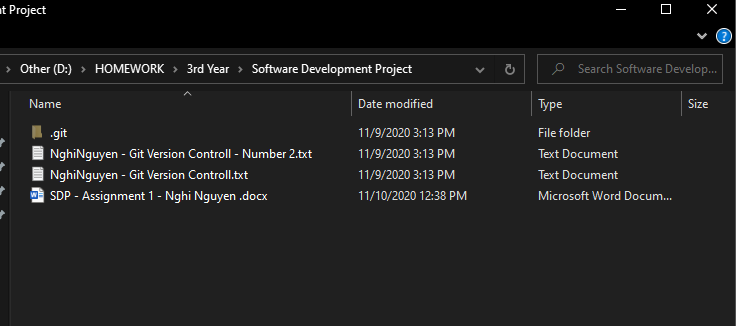 nt Project
Other (D:) HOMEWORK 3rd Year Software Development Project Search Software Develop...
Name Date modified Type Size
.git 11/9/2020 3:13 PM File folder
NghiNguyen - Git Version Controll - Number 2.txt 11/9/2020 3:13 PM Text Document
NghiNguyen - Git Version Controll.txt 11/9/2020 3:13 PM Text Document
SDP - Assignment 1 - Nghi Nguyen .docx 11/10/2020 12:38 PM Microsoft Word Docum...